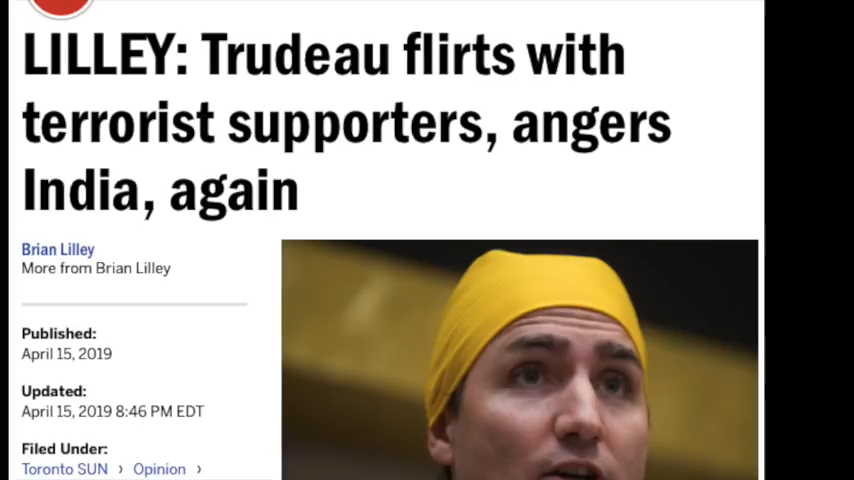 LILLEY: Trudeau flirts with
terrorist supporters, angers
India, again
Brian Lilley
More from Brian Lilley
Published:
April 15, 2019
Updated:
April 15, 2019 8:46 PM EDT
Filed Under:
Toronto SUN › Opinion ›